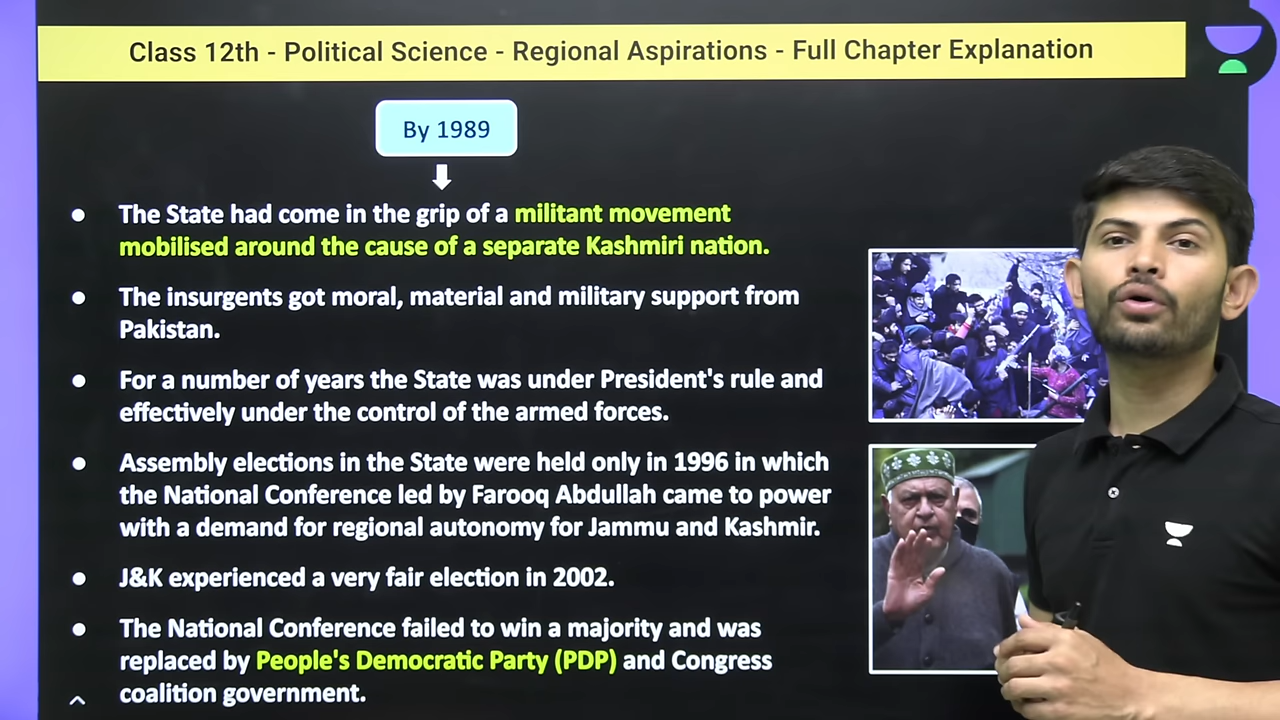 Class 12th - Political Science - Regional Aspirations - Full Chapter Explanation
By 1989
● The State had come in the grip of a militant movement
mobilised around the cause of a separate Kashmiri nation.
● The insurgents got moral, material and military support from
Pakistan.
● For a number of years the State was under President's rule and
effectively under the control of the armed forces.
● Assembly elections in the State were held only in 1996 in which
the National Conference led by Farooq Abdullah came to power
with a demand for regional autonomy for Jammu and Kashmir.
● J&K experienced a very fair election in 2002.
● The National Conference failed to win a majority and was
replaced by People's Democratic Party (PDP) and Congress
coalition government.